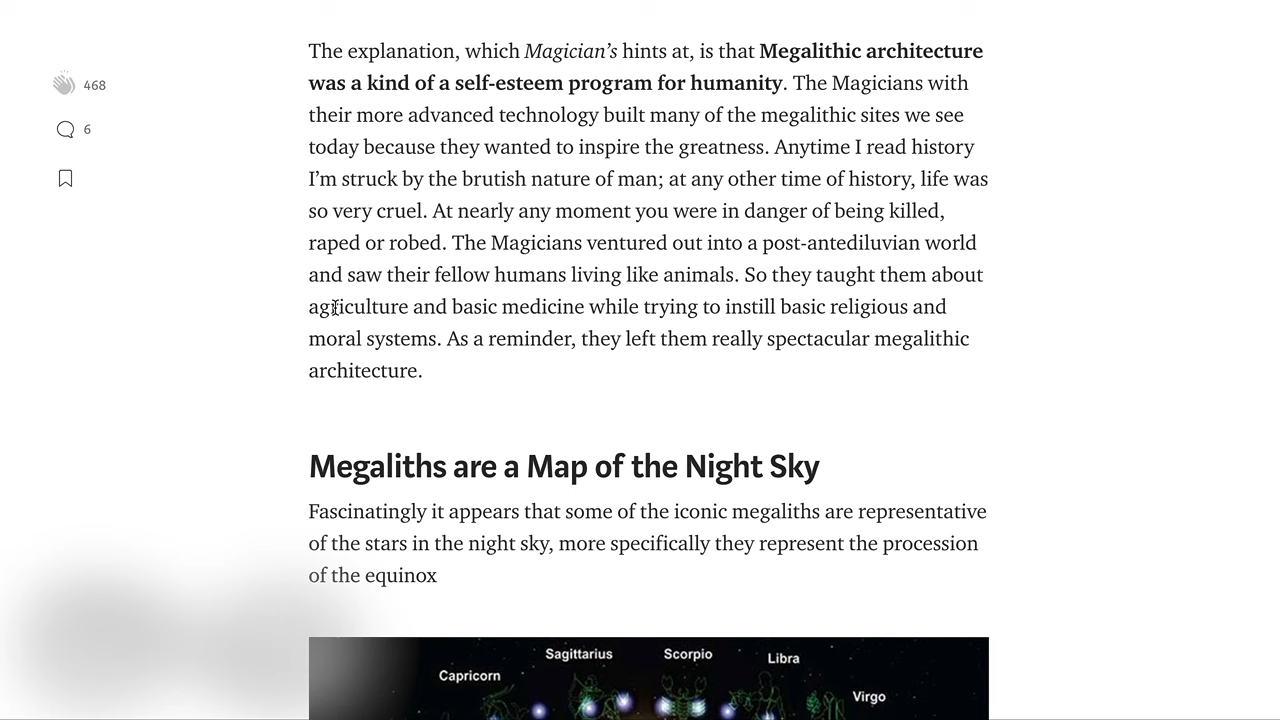 The explanation, which Magician’s hints at, is that Megalithic architecture
was a kind of a self-esteem program for humanity. The Magicians with
their more advanced technology built many of the megalithic sites we see
today because they wanted to inspire the greatness. Anytime I read history
I’m struck by the brutish nature of man; at any other time of history, life was
so very cruel. At nearly any moment you were in danger of being killed,
raped or robed. The Magicians ventured out into a post-antediluvian world
and saw their fellow humans living like animals. So they taught them about
agriculture and basic medicine while trying to instill basic religious and
moral systems. As a reminder, they left them really spectacular megalithic
architecture.
468
6
Megaliths are a Map of the Night Sky
Fascinatingly it appears that some of the iconic megaliths are representative
of the stars in the night sky, more specifically they represent the procession
of the equinox
Capricorn
Sagittarius
Scorpio
Libra
Virgo